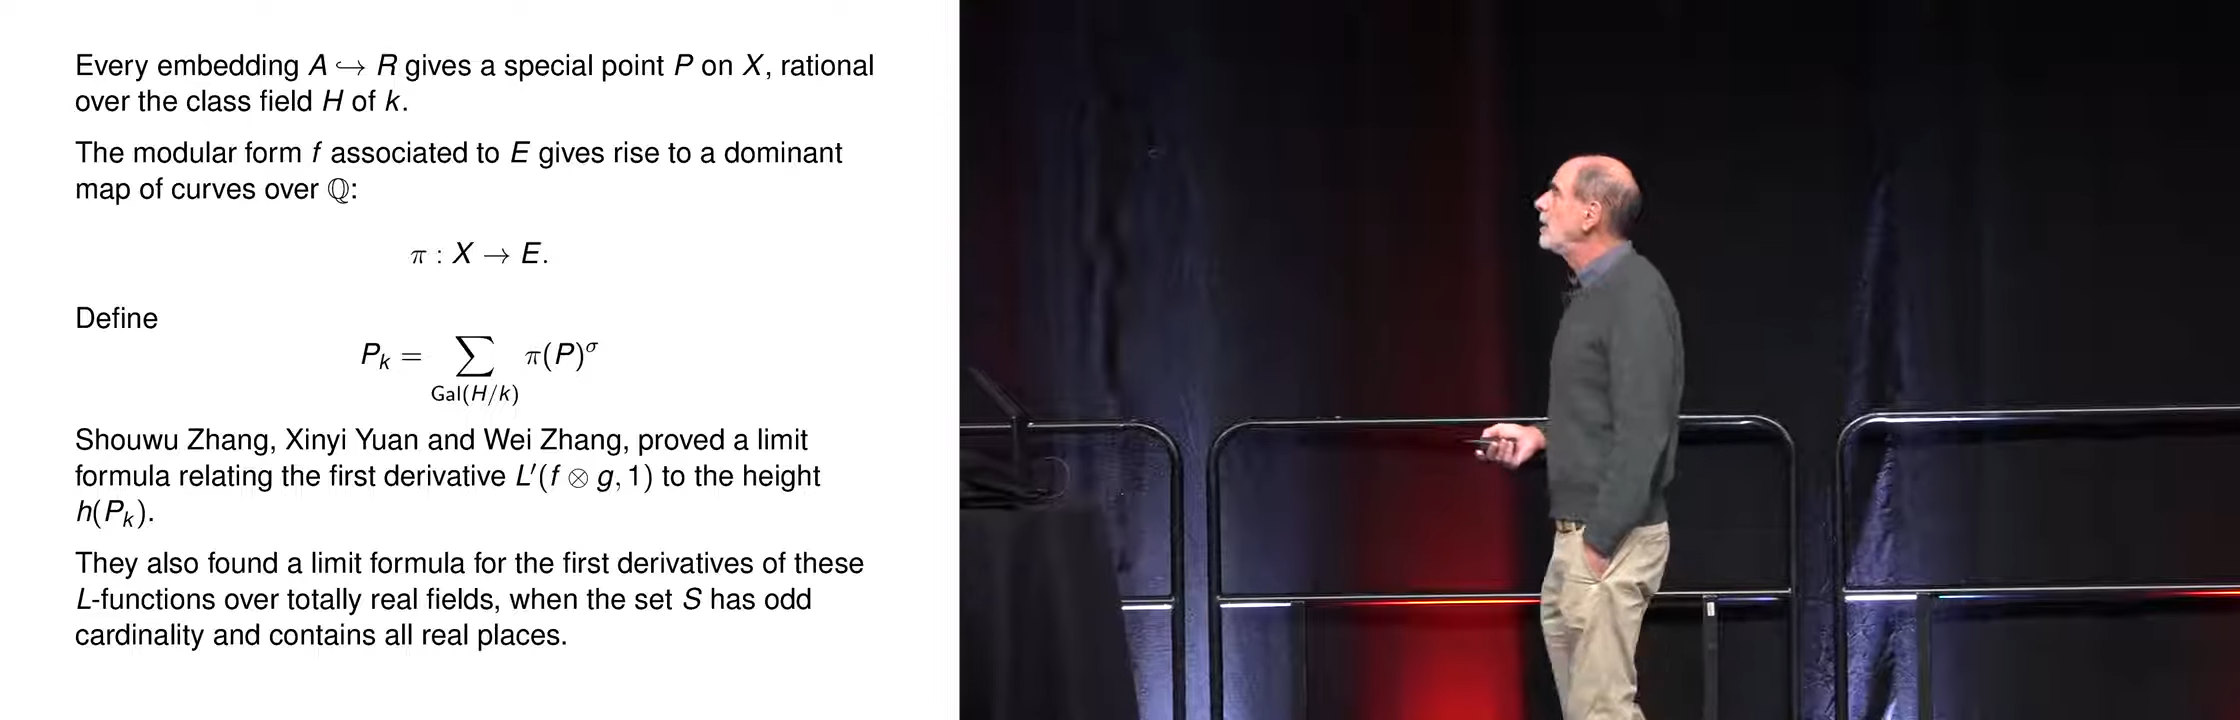 Every embedding A ↪ R gives a special point P on X, rational
over the class field H of k.
The modular form f associated to E gives rise to a dominant
map of curves over ℚ:
π : X → E.
Define
P_k = ∑_{Gal(H/k)} π(P)^σ
Shouwu Zhang, Xinyi Yuan and Wei Zhang, proved a limit
formula relating the first derivative L′(f ⊗ g, 1) to the height
h(P_k).
They also found a limit formula for the first derivatives of these
L-functions over totally real fields, when the set S has odd
cardinality and contains all real places.